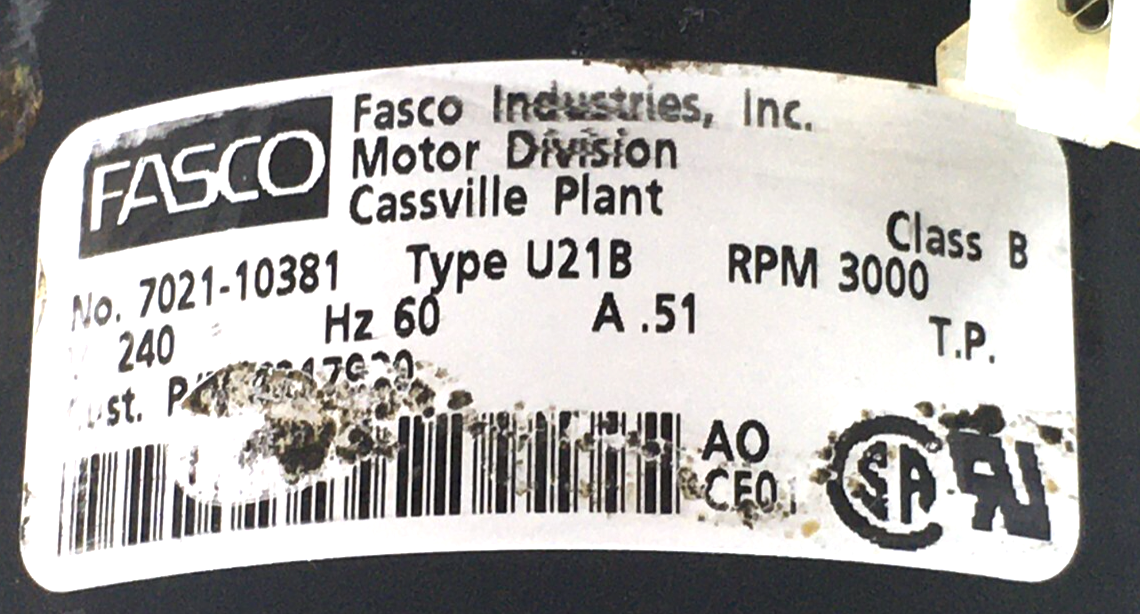 FASCO
Fasco Industries, Inc.
Motor Division
Cassville Plant
Class B
No. 7021-10381 Type U21B RPM 3000
240 Hz 60 A .51 T.P.
AO
SA